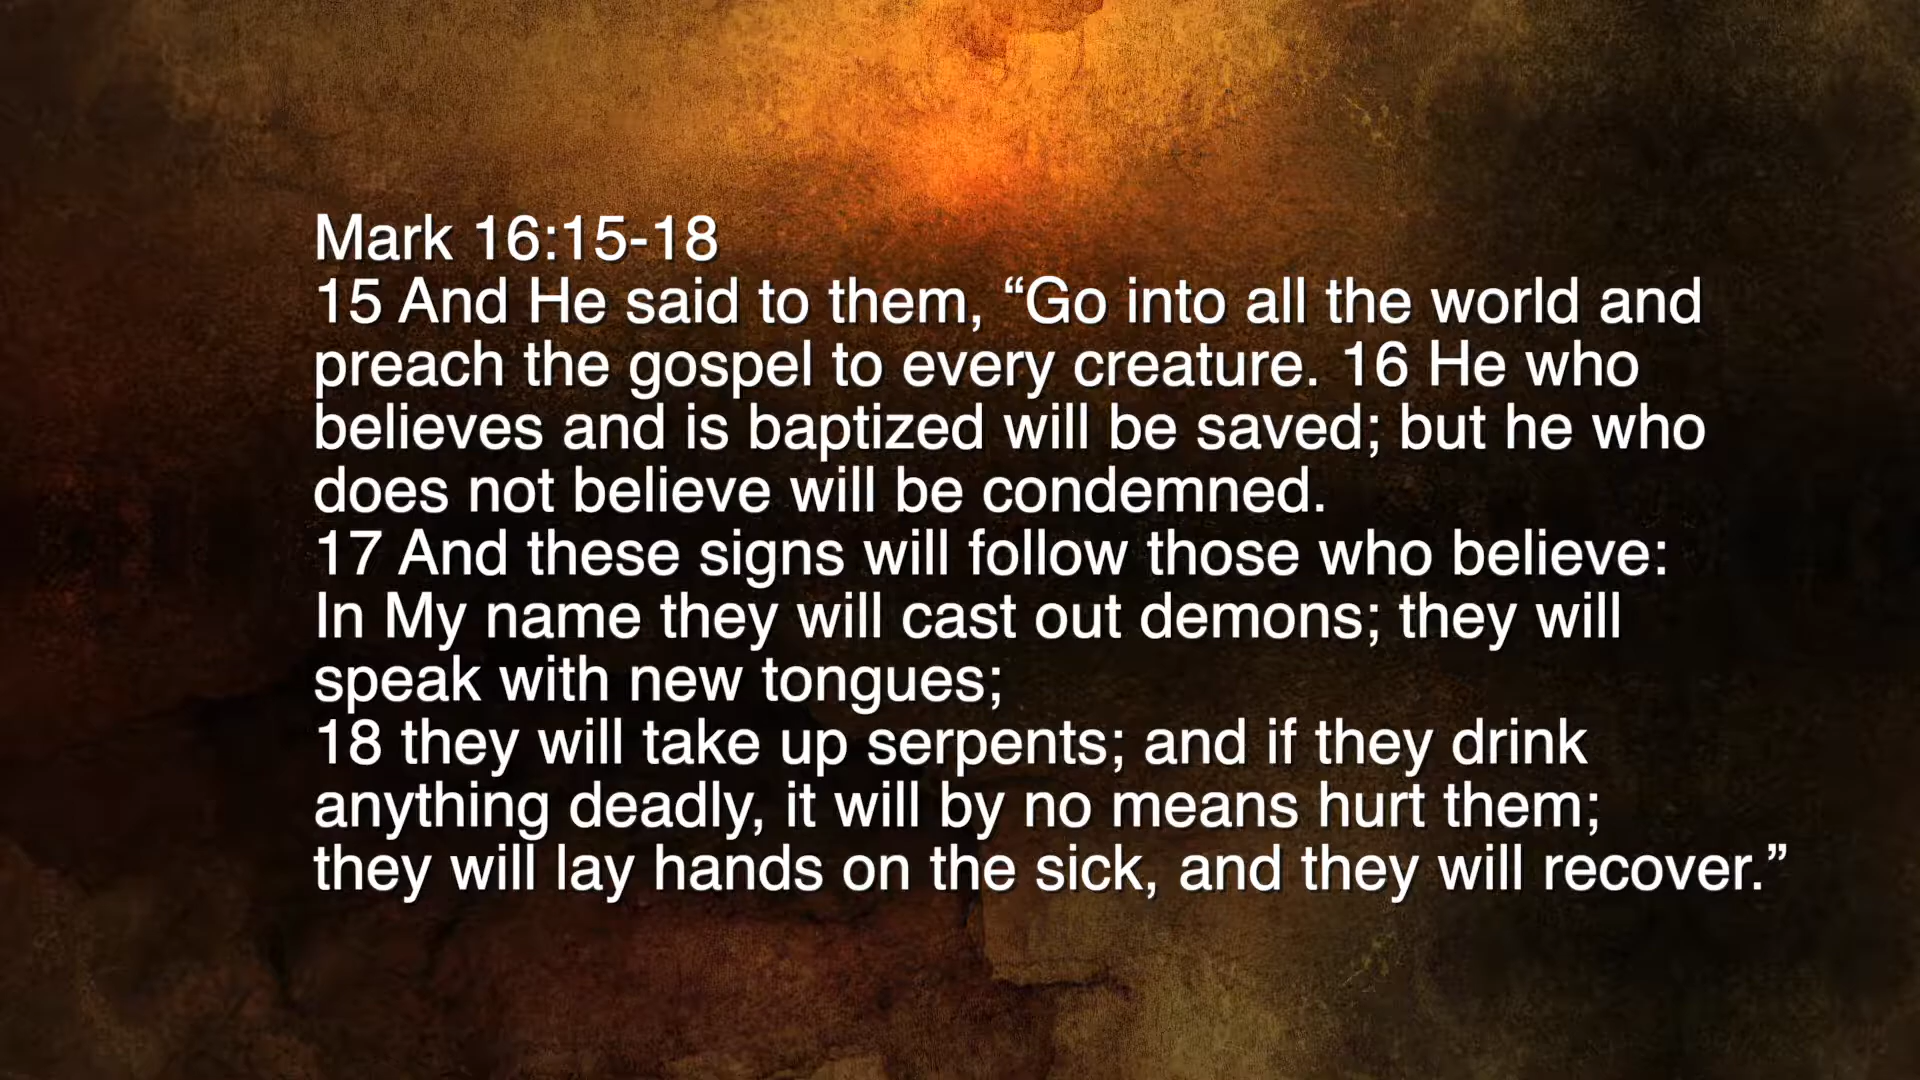 Mark 16:15-18
15 And He said to them, “Go into all the world and
preach the gospel to every creature. 16 He who
believes and is baptized will be saved; but he who
does not believe will be condemned.
17 And these signs will follow those who believe:
In My name they will cast out demons; they will
speak with new tongues;
18 they will take up serpents; and if they drink
anything deadly, it will by no means hurt them;
they will lay hands on the sick, and they will recover.”